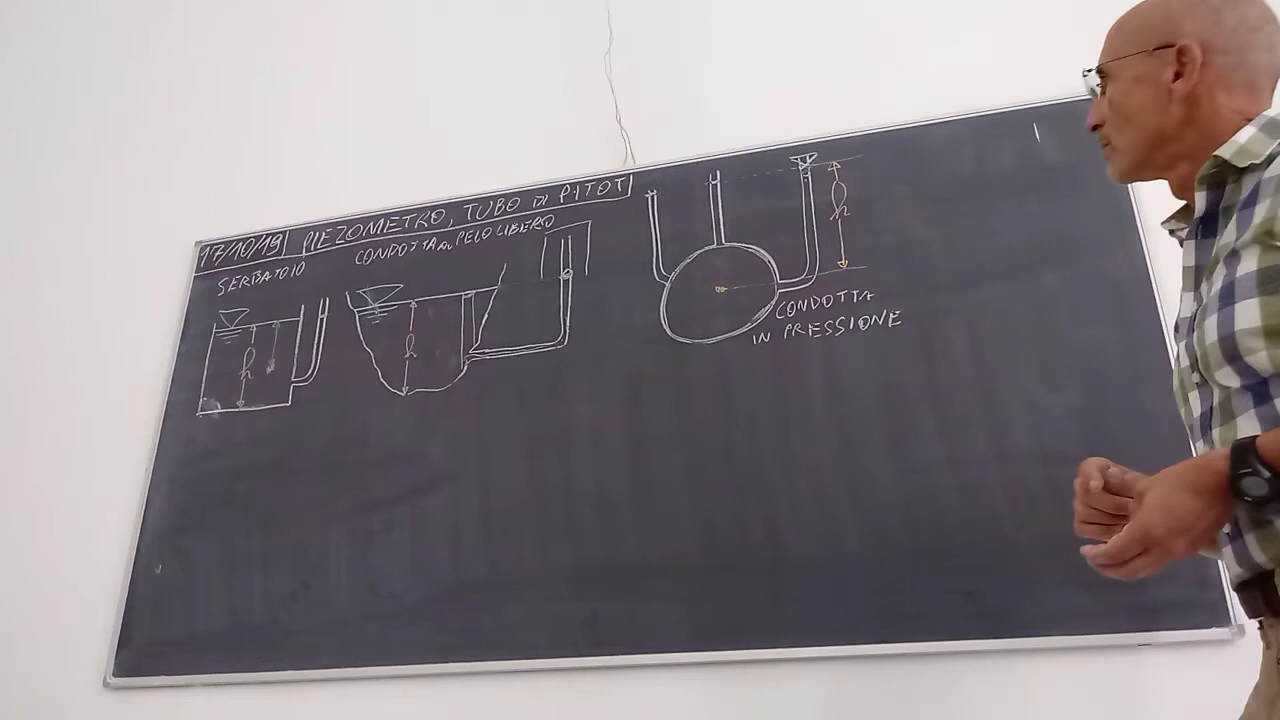 17/10/19 PIEZOMETRO, TUBO DI PITOT
SERBATOIO
CONDOTTA a PELO LIBERO
h
h
h
CONDOTTA
IN PRESSIONE